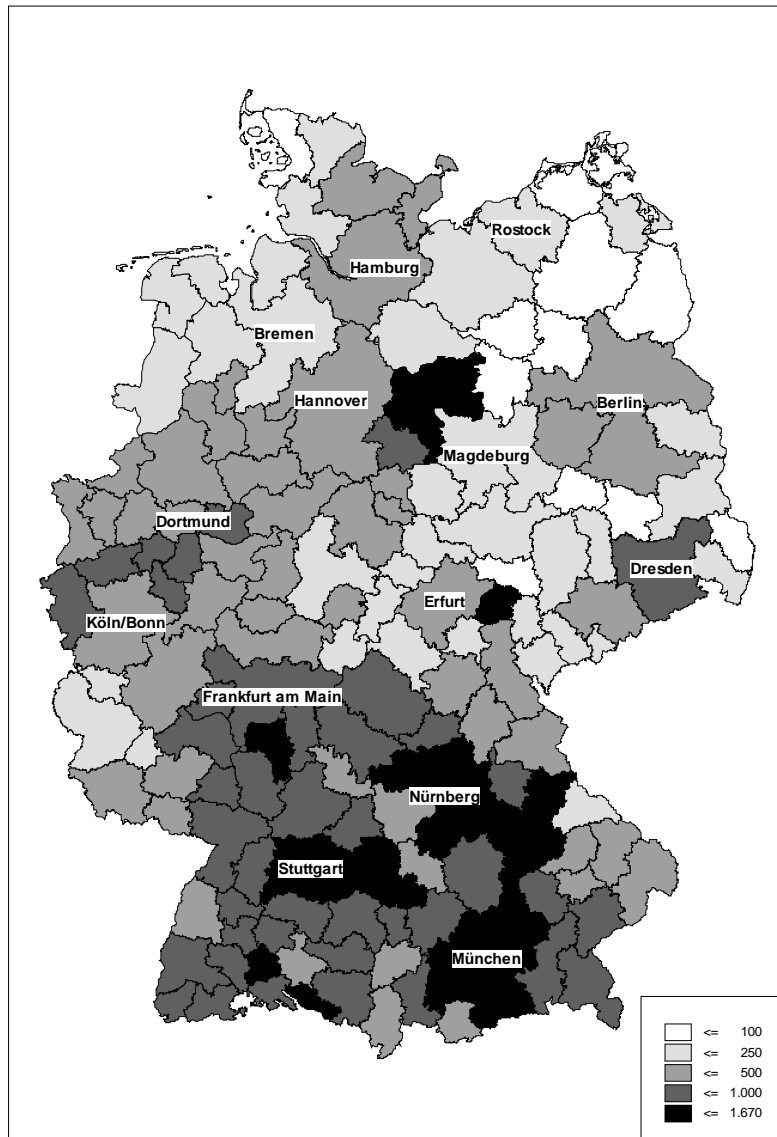 Rostock
Hamburg
Bremen
Hannover
Berlin
Magdeburg
Dortmund
Dresden
Erfurt
Köln/Bonn
Frankfurt am Main
Nürnberg
Stuttgart
München
<= 100
<= 250
<= 500
<= 1.000
<= 1.670